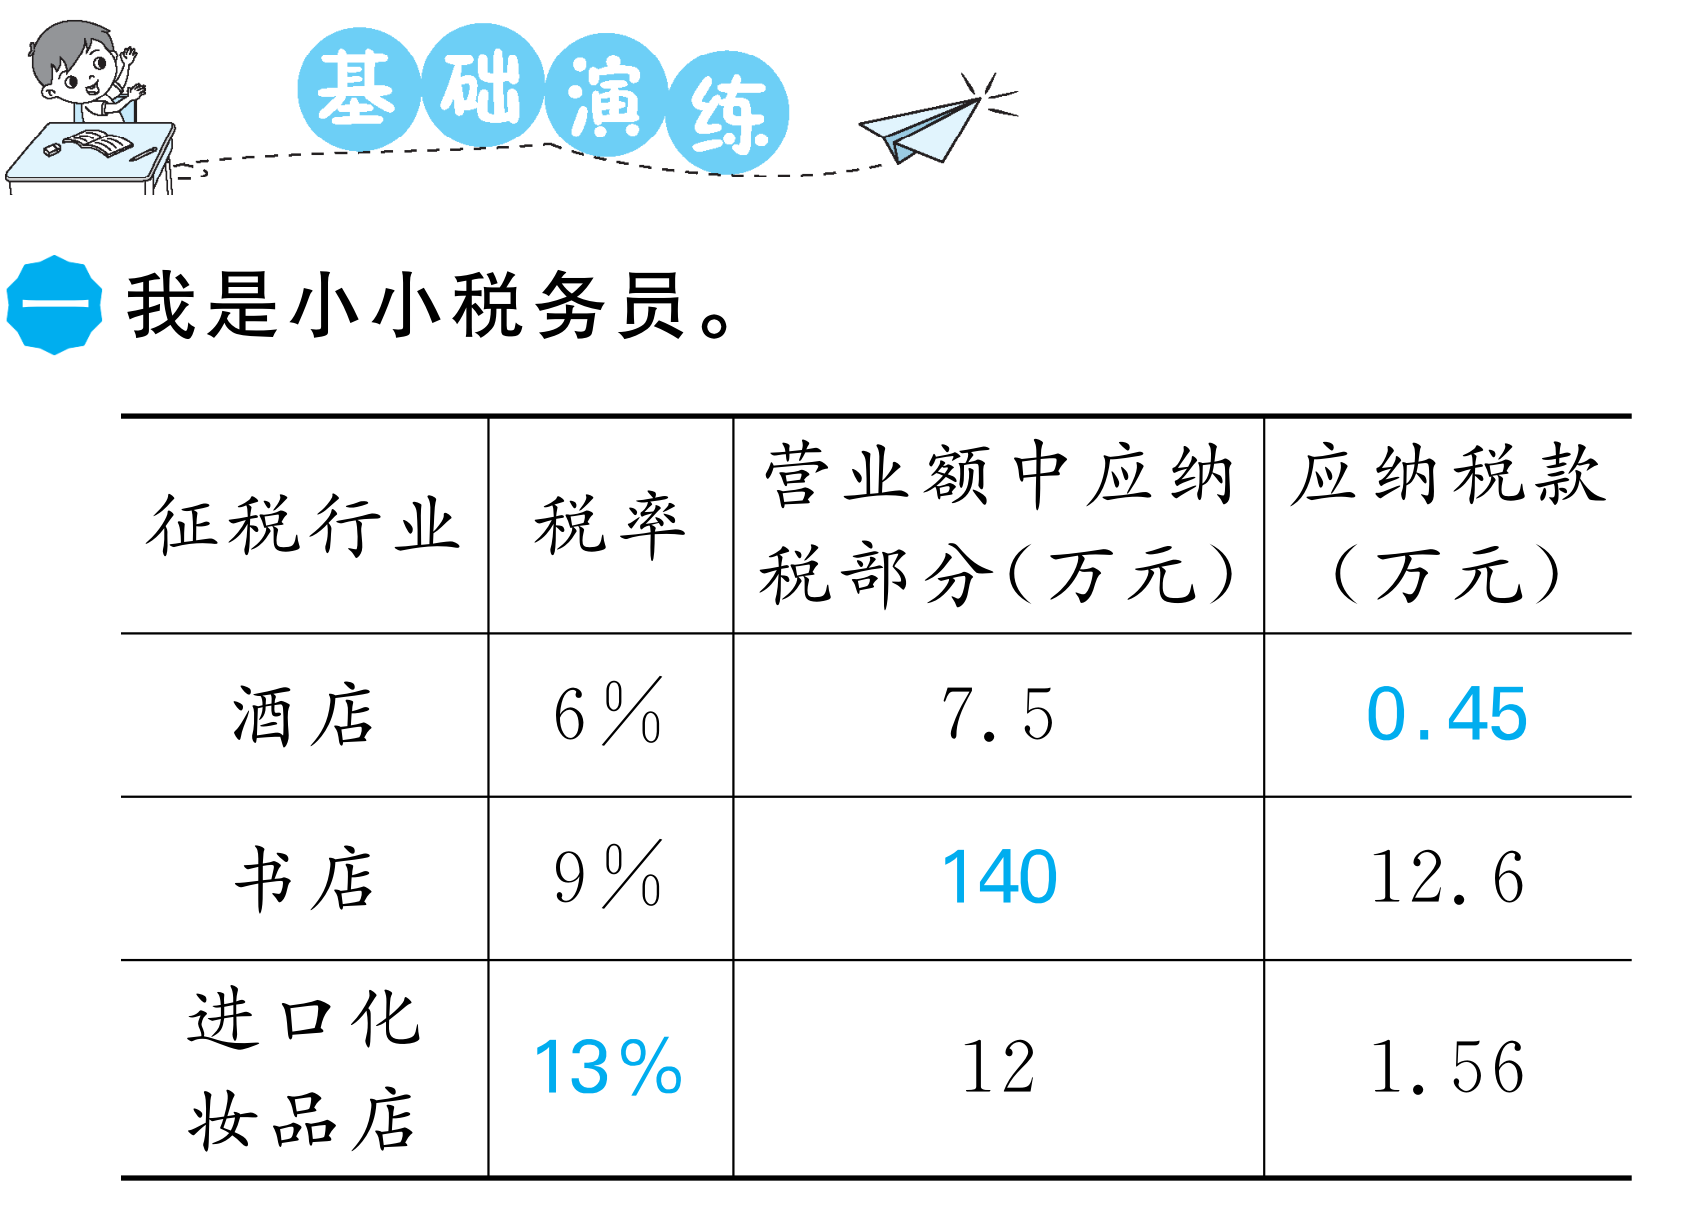 基础演练
一 我是小小税务员。
征税行业 税率 营业额中应纳税部分(万元) 应纳税款(万元)
酒店 6% 7.5 0.45
书店 9% 140 12.6
进口化妆品店 13% 12 1.56